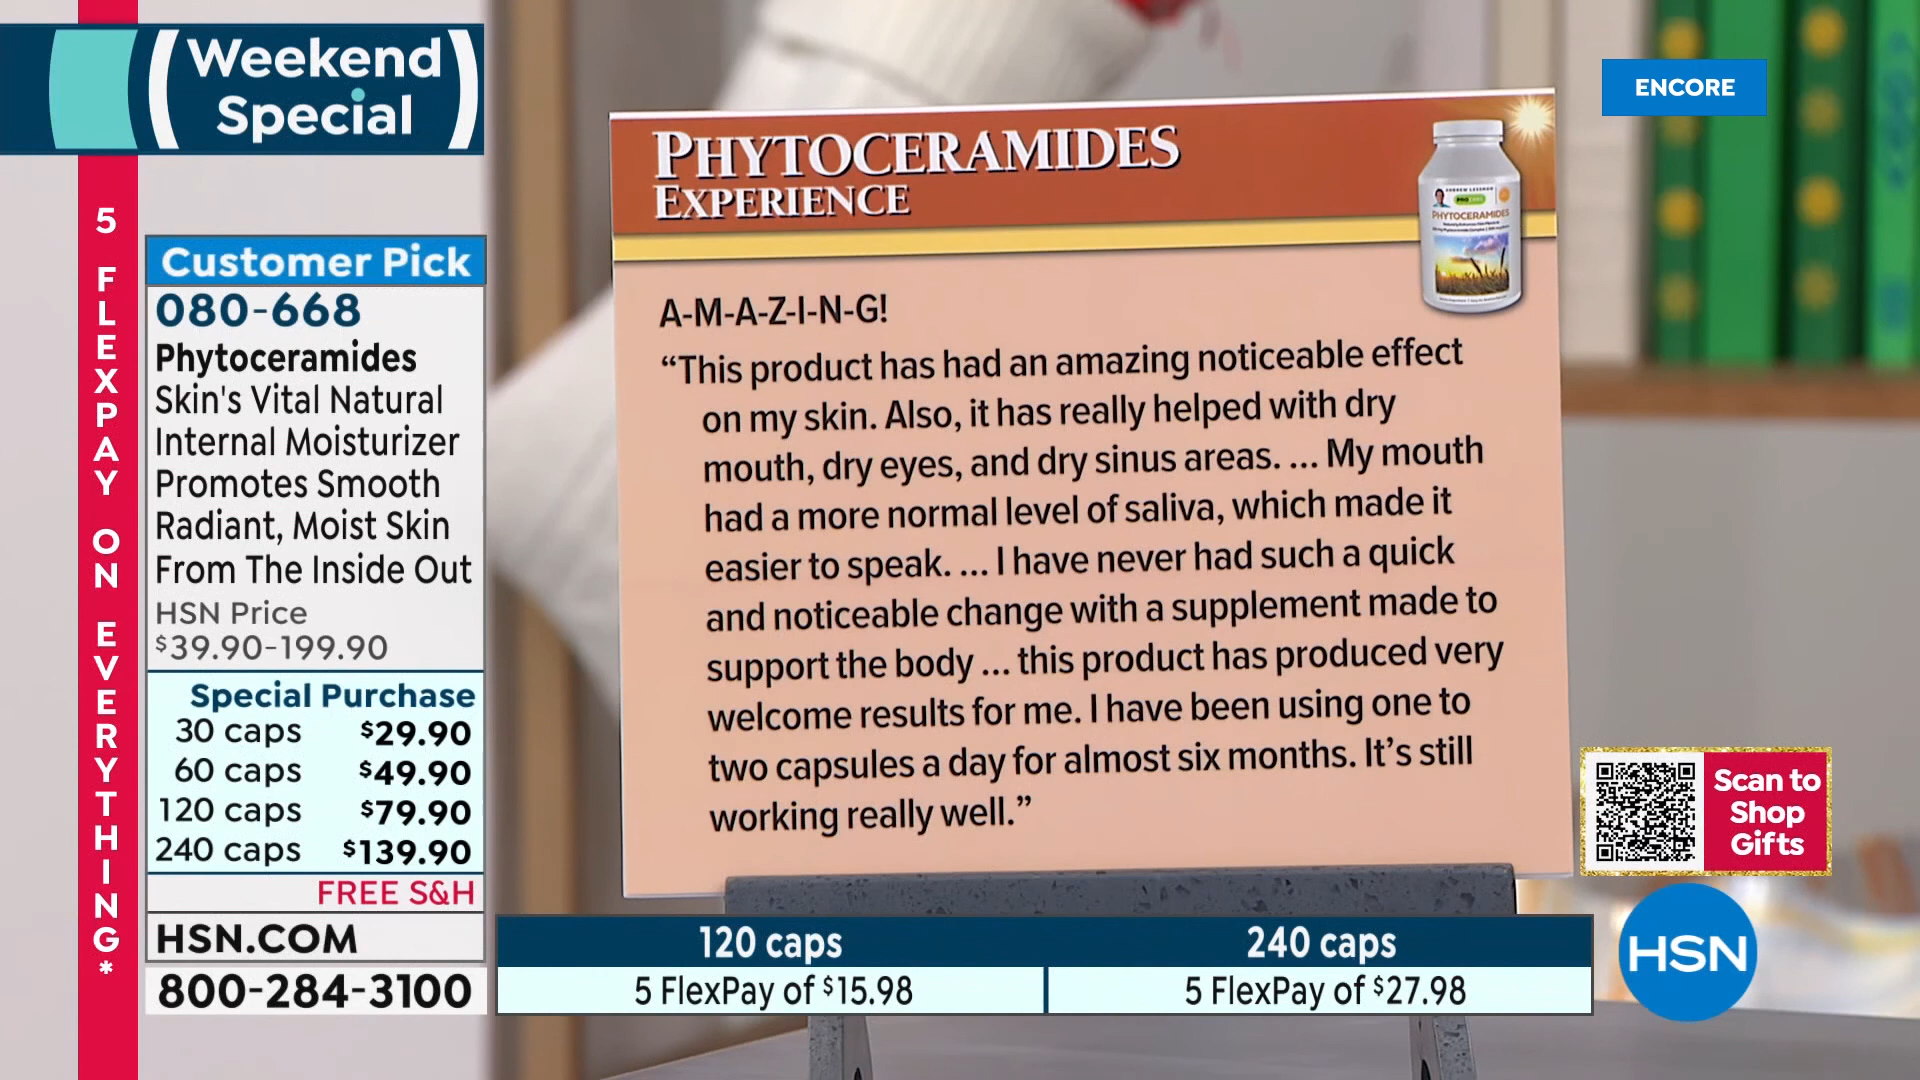 (Weekend
Special)
5 FLEXPAY ON EVERYTHING*
Customer Pick
080-668
Phytoceramides
Skin's Vital Natural
Internal Moisturizer
Promotes Smooth
Radiant, Moist Skin
From The Inside Out
HSN Price
$39.90-199.90
Special Purchase
30 caps $29.90
60 caps $49.90
120 caps $79.90
240 caps $139.90
FREE S&H
HSN.COM
800-284-3100
PHYTOCERAMIDES
EXPERIENCE
ANDREW LESSMAN
PHYTOCERAMIDES
A-M-A-Z-I-N-G!
“This product has had an amazing noticeable effect
on my skin. Also, it has really helped with dry
mouth, dry eyes, and dry sinus areas. ... My mouth
had a more normal level of saliva, which made it
easier to speak. ... I have never had such a quick
and noticeable change with a supplement made to
support the body ... this product has produced very
welcome results for me. I have been using one to
two capsules a day for almost six months. It’s still
working really well.”
120 caps
240 caps
5 FlexPay of $15.98
5 FlexPay of $27.98
ENCORE
Scan to
Shop
Gifts
HSN